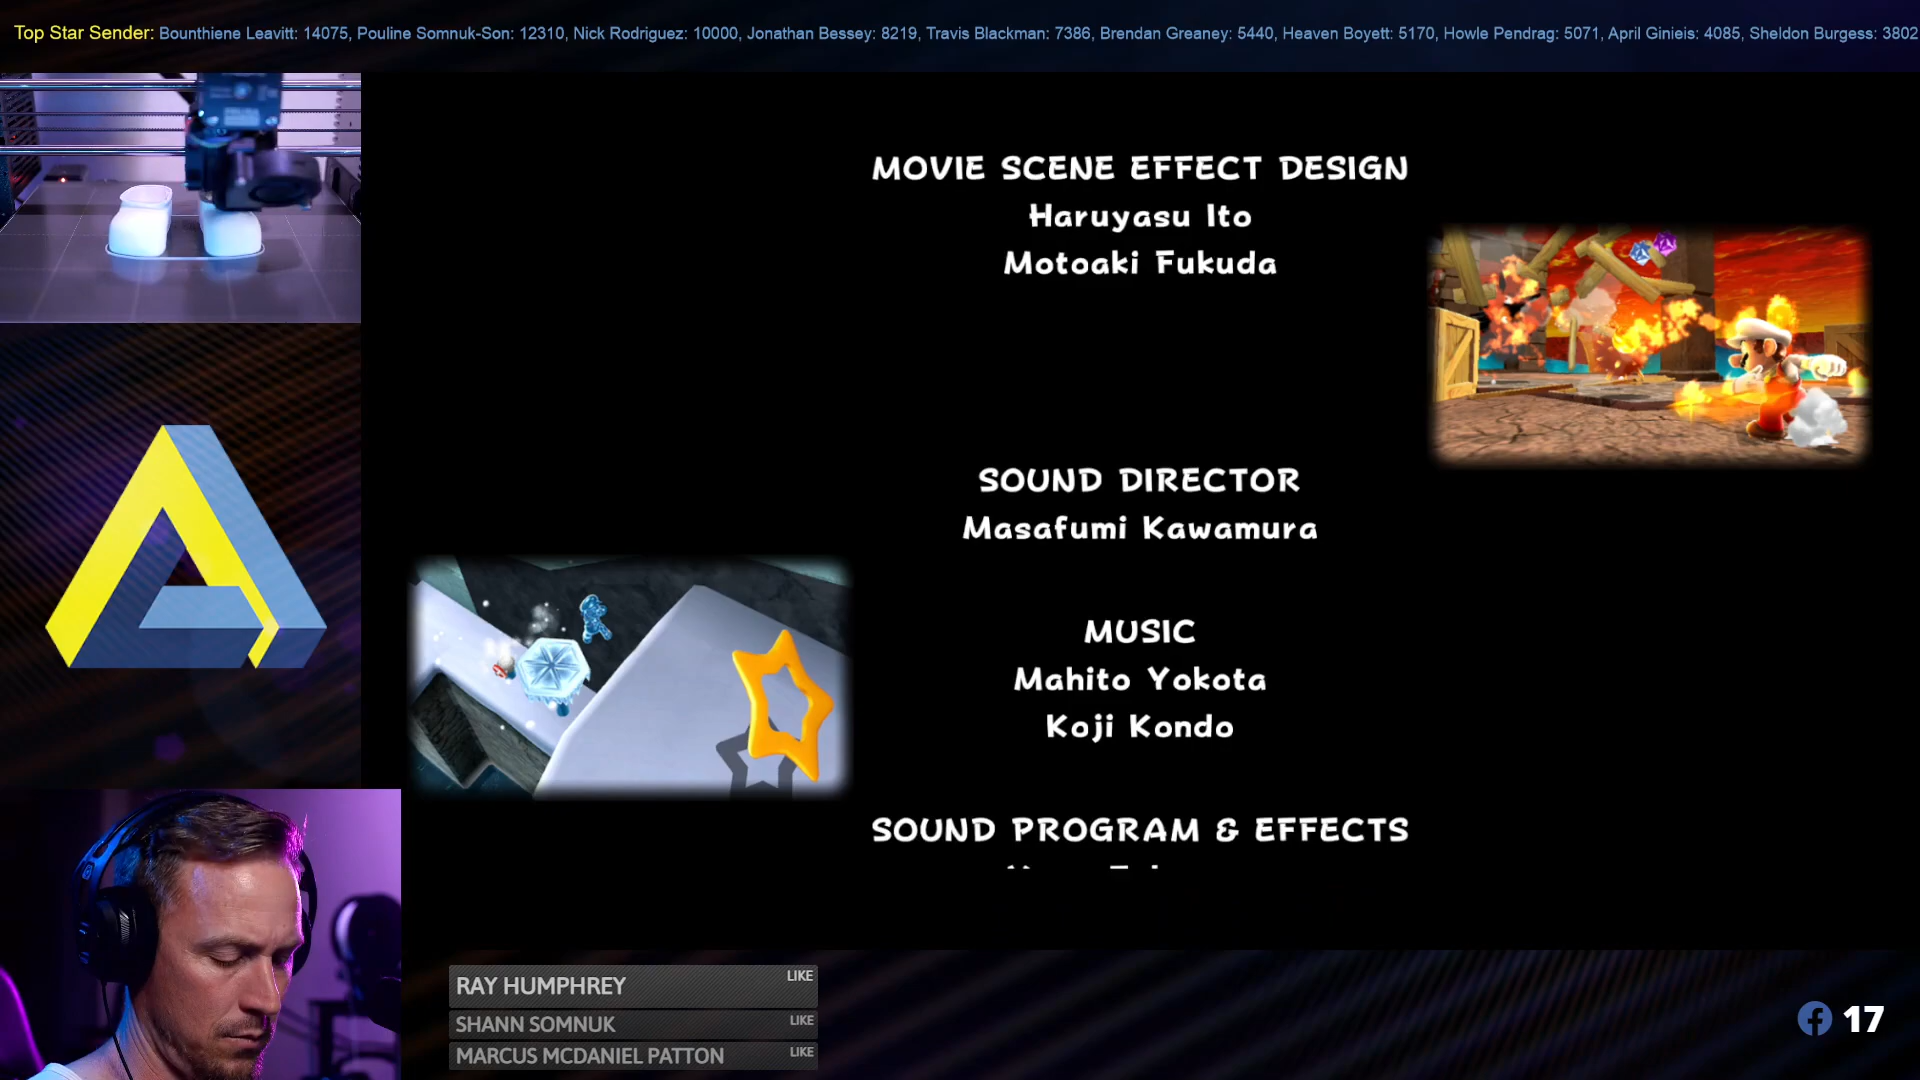 Top Star Sender: Bounthiene Leavitt: 14075, Pouline Somnuk-Son: 12310, Nick Rodriguez: 10000, Jonathan Bessey: 8219, Travis Blackman: 7386, Brendan Greaney: 5440, Heaven Boyett: 5170, Howle Pendrag: 5071, April Ginieis: 4085, Sheldon Burgess: 3802
MOVIE SCENE EFFECT DESIGN
Haruyasu Ito
Motoaki Fukuda
SOUND DIRECTOR
Masafumi Kawamura
MUSIC
Mahito Yokota
Koji Kondo
SOUND PROGRAM & EFFECTS
RAY HUMPHREY LIKE
SHANN SOMNUK LIKE
MARCUS MCDANIEL PATTON LIKE
17